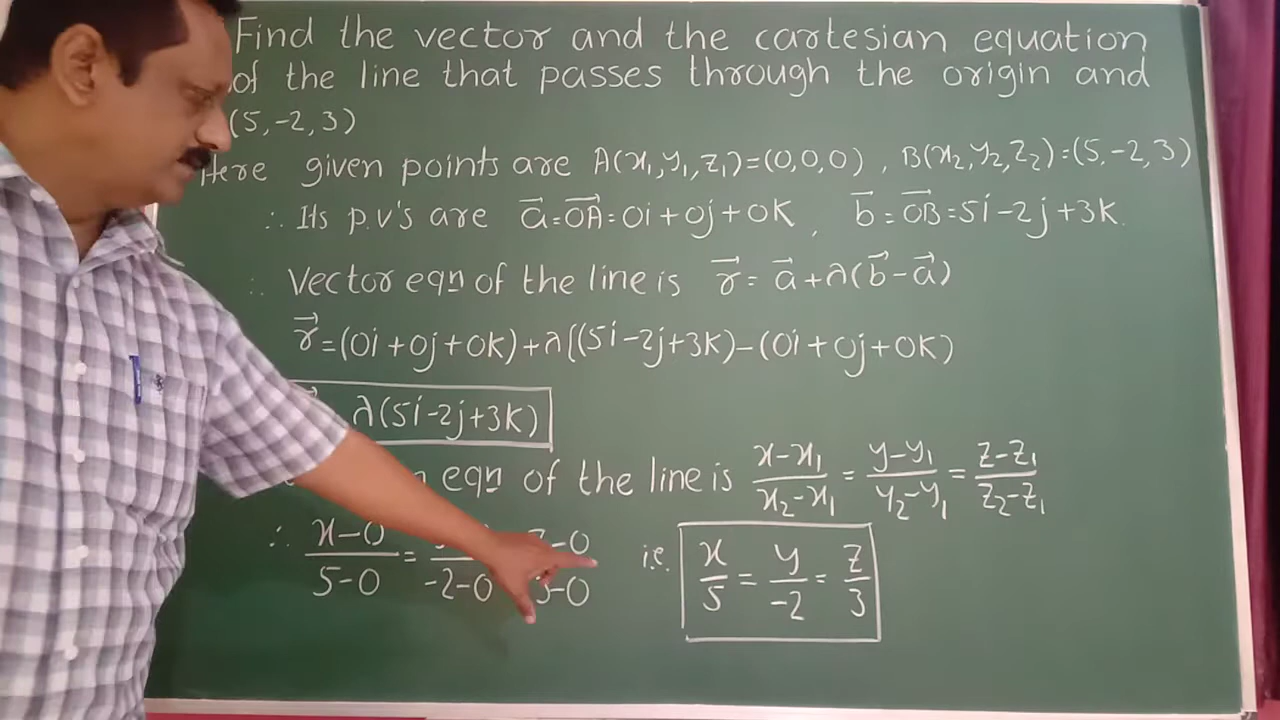 Find the vector and the cartesian equation
of the line that passes through the origin and
(5,-2,3)
Here given points are A(x₁,y₁,z₁)=(0,0,0), B(x₂,y₂,z₂)=(5,-2,3)
∴ Its p.v's are a⃗=OA⃗=0i+0j+0k, b⃗=OB⃗=5i-2j+3k.
∴ Vector eqn of the line is r⃗=a⃗+λ(b⃗-a⃗)
r⃗=(0i+0j+0k)+λ[(5i-2j+3k)-(0i+0j+0k)
λ(5i-2j+3k)
eqn of the line is (x-x₁)/(x₂-x₁) = (y-y₁)/(y₂-y₁) = (z-z₁)/(z₂-z₁)
∴ (x-0)/(5-0) = /(-2-0) -0/-0 i.e. x/5 = y/-2 = z/3